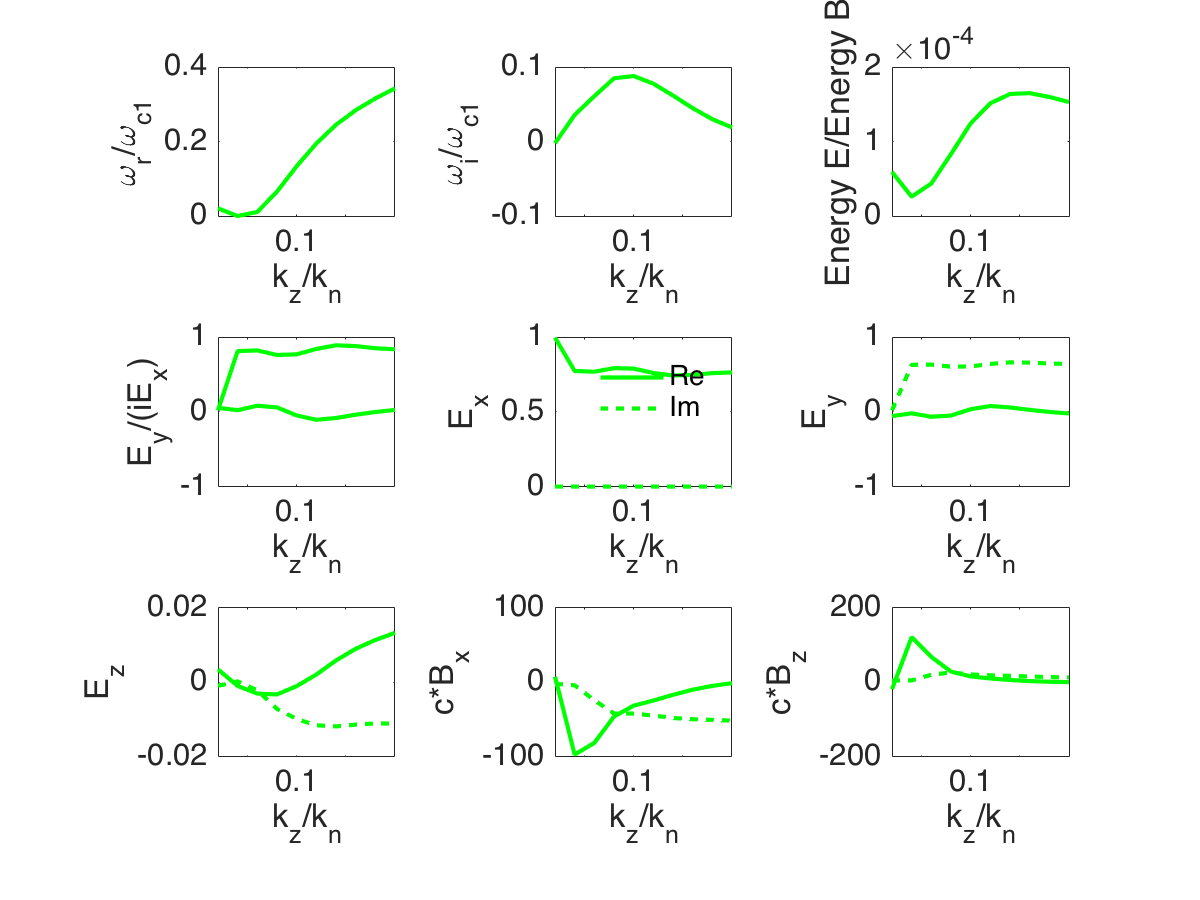 ω_r/ω_c1
0.4
0.2
0
0.1
k_z/k_n
ω_i/ω_c1
0.1
0
-0.1
0.1
k_z/k_n
Energy E/Energy B
×10^-4
2
1
0
0.1
k_z/k_n
E_y/(iE_x)
1
0
-1
0.1
k_z/k_n
E_x
1
0.5
0
Re
Im
0.1
k_z/k_n
E_y
1
0
-1
0.1
k_z/k_n
E_z
0.02
0
-0.02
0.1
k_z/k_n
c*B_x
100
0
-100
0.1
k_z/k_n
c*B_z
200
0
-200
0.1
k_z/k_n